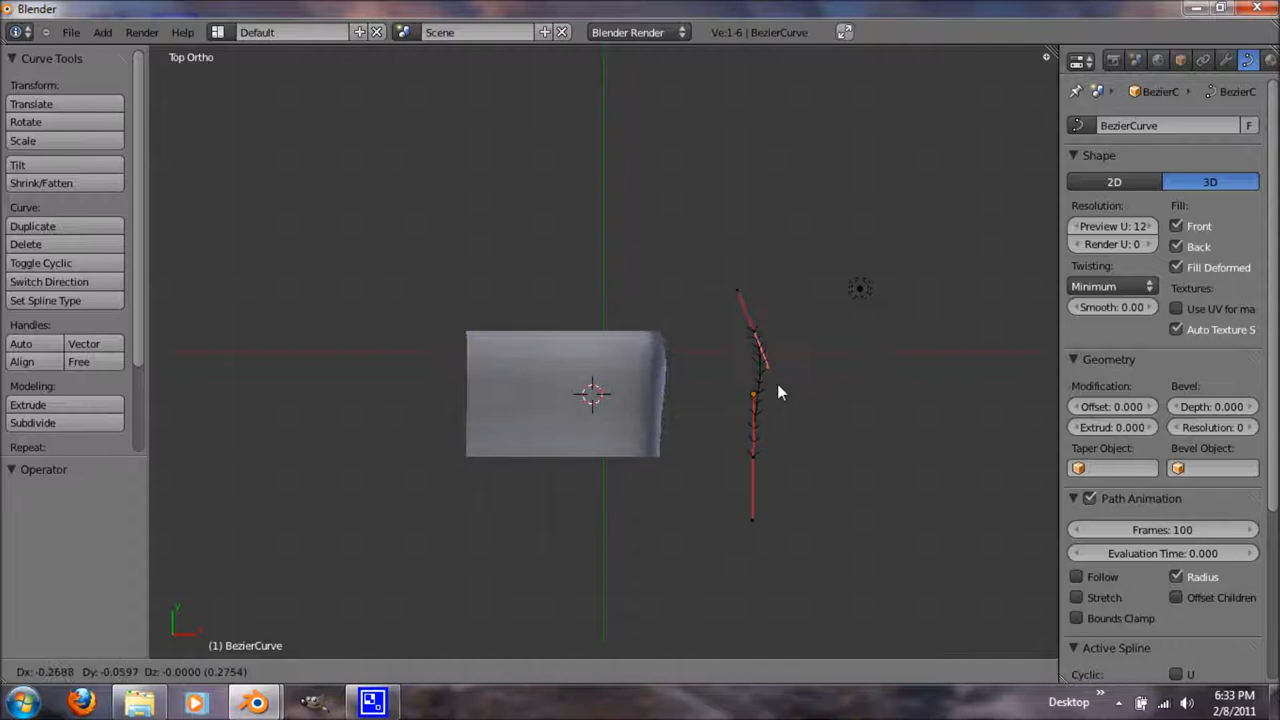 Blender
File Add Render Help Default Scene Blender Render Ve:1-6 | BezierCurve
Curve Tools
Transform:
Translate
Rotate
Scale
Tilt
Shrink/Fatten
Curve:
Duplicate
Delete
Toggle Cyclic
Switch Direction
Set Spline Type
Handles:
Auto Vector
Align Free
Modeling:
Extrude
Subdivide
Repeat:
Operator
Top Ortho
y
x
(1) BezierCurve
Dx: -0.2688 Dy: -0.0597 Dz: -0.0000 (0.2754)
BezierC BezierC
BezierCurve F
Shape
2D 3D
Resolution: Fill:
Preview U: 12 Front
Render U: 0 Back
Twisting: Fill Deformed
Minimum Textures:
Smooth: 0.00 Use UV for ma
Auto Texture S
Geometry
Modification: Bevel:
Offset: 0.000 Depth: 0.000
Extrud: 0.000 Resolution: 0
Taper Object: Bevel Object:
Path Animation
Frames: 100
Evaluation Time: 0.000
Follow Radius
Stretch Offset Children
Bounds Clamp
Active Spline
Cyclic: U
Desktop »
6:33 PM
2/8/2011